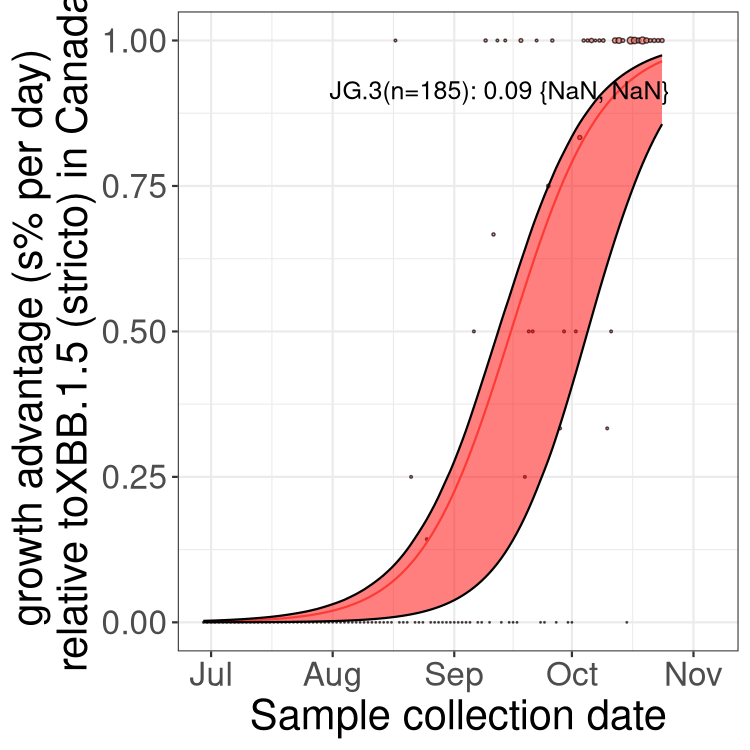 growth advantage (s% per day)
relative toXBB.1.5 (stricto) in Canada
1.00
0.75
0.50
0.25
0.00
JG.3(n=185): 0.09 {NaN, NaN}
Jul Aug Sep Oct Nov
Sample collection date